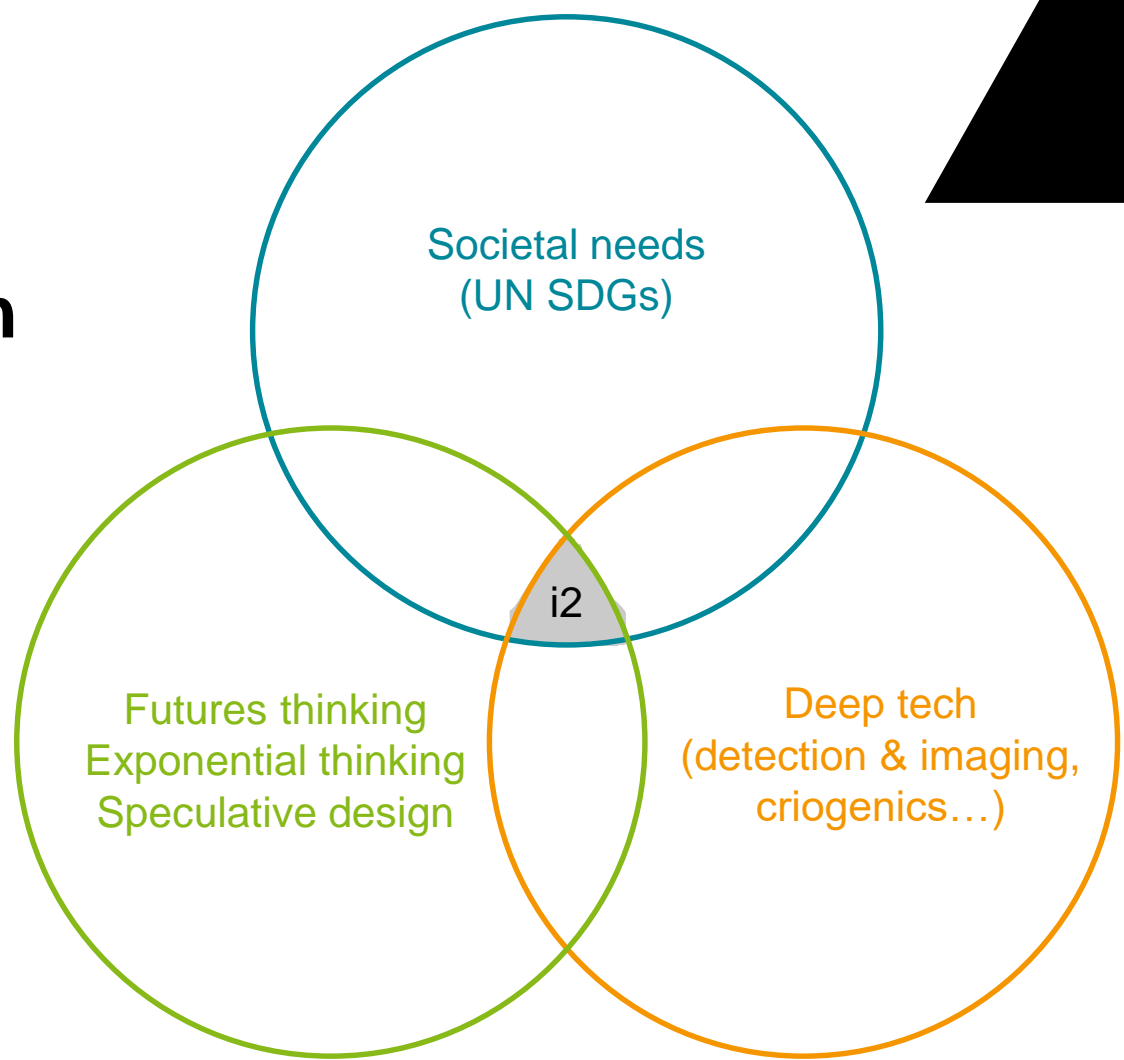 Societal needs
(UN SDGs)
n
i2
Futures thinking
Exponential thinking
Speculative design
Deep tech
(detection & imaging,
criogenics…)